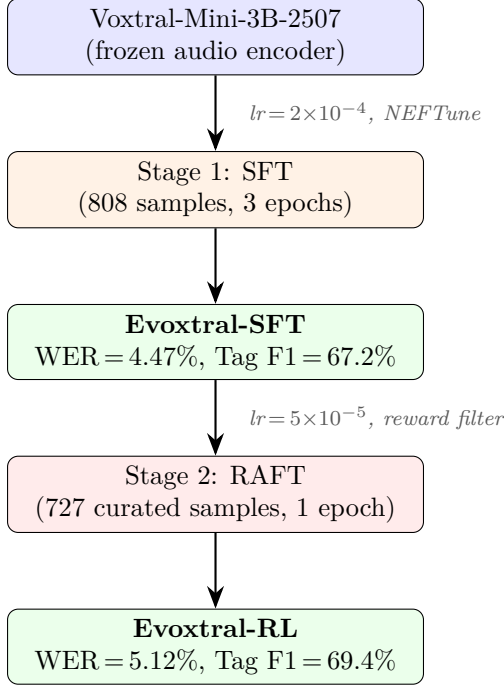 Voxtral-Mini-3B-2507
(frozen audio encoder)
lr = 2×10⁻⁴, NEFTune
Stage 1: SFT
(808 samples, 3 epochs)
Evoxtral-SFT
WER = 4.47%, Tag F1 = 67.2%
lr = 5×10⁻⁵, reward filter
Stage 2: RAFT
(727 curated samples, 1 epoch)
Evoxtral-RL
WER = 5.12%, Tag F1 = 69.4%